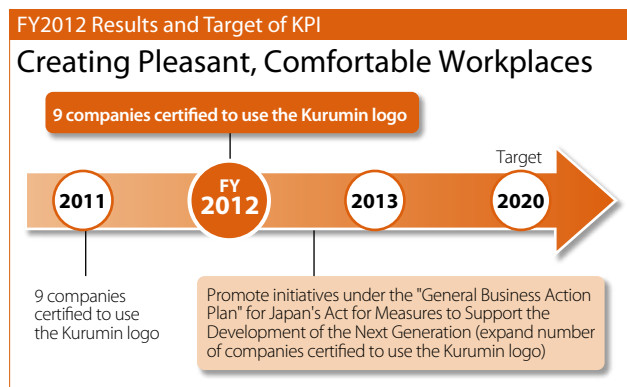 FY2012 Results and Target of KPI
Creating Pleasant, Comfortable Workplaces
9 companies certified to use the Kurumin logo
Target
2011
FY
2012
2013
2020
9 companies
certified to use
the Kurumin logo
Promote initiatives under the "General Business Action
Plan" for Japan's Act for Measures to Support the
Development of the Next Generation (expand number
of companies certified to use the Kurumin logo)